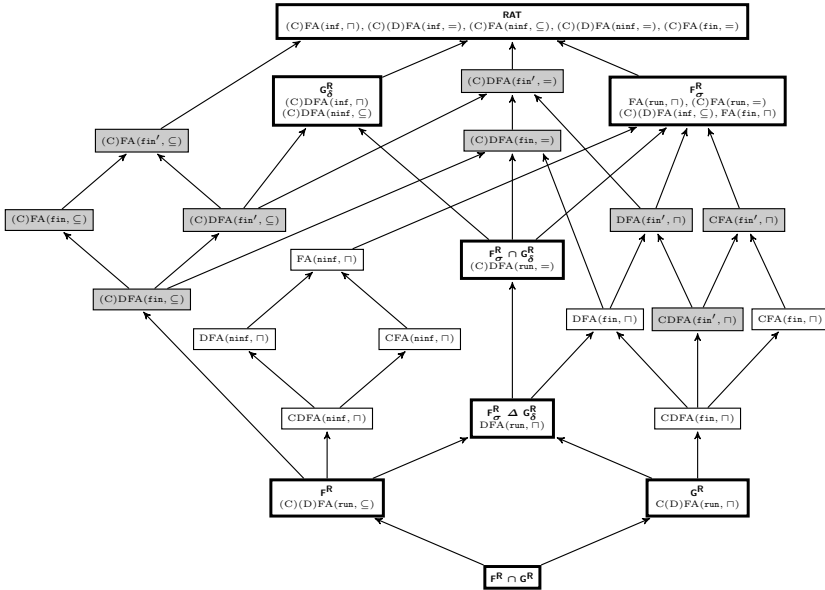 RAT
(C)FA(inf, ⊓), (C)(D)FA(inf, =), (C)FA(ninf, ⊆), (C)(D)FA(ninf, =), (C)FA(fin, =)
(C)DFA(fin′, =)
G^R_δ
(C)DFA(inf, ⊓)
(C)DFA(ninf, ⊆)
F^R_σ
FA(run, ⊓), (C)FA(run, =)
(C)(D)FA(inf, ⊆), FA(fin, ⊓)
(C)FA(fin′, ⊆)
(C)DFA(fin, =)
(C)FA(fin, ⊆)
(C)DFA(fin′, ⊆)
DFA(fin′, ⊓)
CFA(fin′, ⊓)
FA(ninf, ⊓)
F^R_σ ∩ G^R_δ
(C)DFA(run, =)
(C)DFA(fin, ⊆)
DFA(ninf, ⊓)
CFA(ninf, ⊓)
DFA(fin, ⊓)
CDFA(fin′, ⊓)
CFA(fin, ⊓)
CDFA(ninf, ⊓)
F^R_σ Δ G^R_δ
DFA(run, ⊓)
CDFA(fin, ⊓)
F^R
(C)(D)FA(run, ⊆)
G^R
C(D)FA(run, ⊓)
F^R ∩ G^R